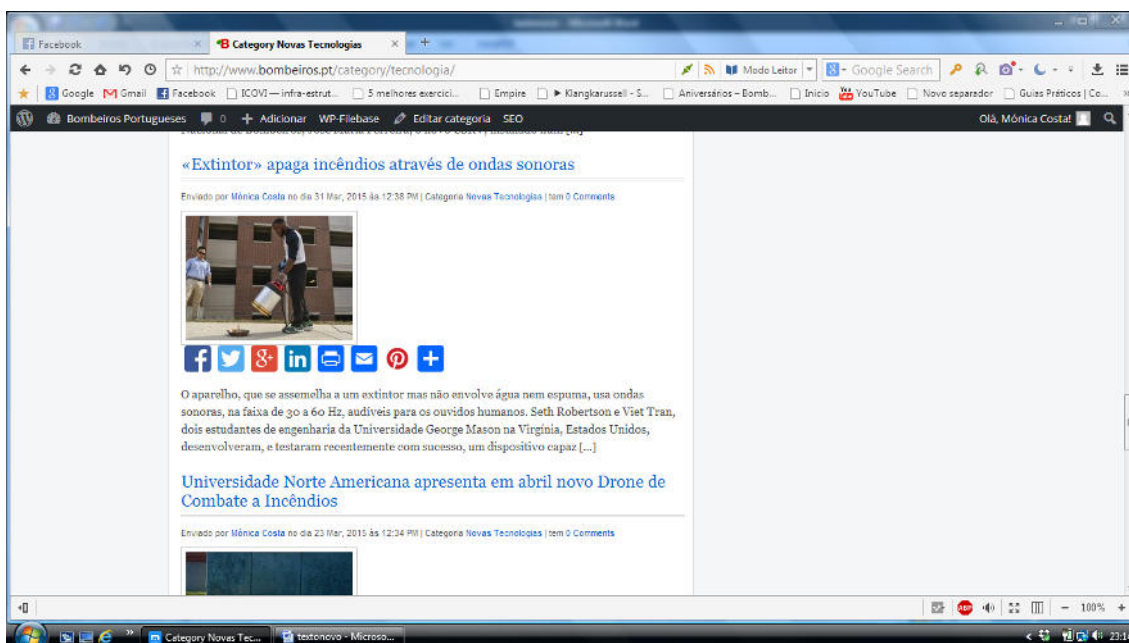 Facebook
Category Novas Tecnologias
http://www.bombeiros.pt/category/tecnologia/
Modo Leitor
Google Search
Google
Gmail
Facebook
ICOVI — infra-estrut...
5 melhores exercíci...
Empire
Klangkarussell - S...
Aniversários – Bomb...
Inicio
YouTube
Novo separador
Guias Práticos | Ce...
Bombeiros Portugueses 0 + Adicionar WP-Filebase Editar categoria SEO
Olá, Mónica Costa!
«Extintor» apaga incêndios através de ondas sonoras
Enviado por Mónica Costa no dia 31 Mar, 2015 às 12:38 PM | Categoria Novas Tecnologias | tem 0 Comments
O aparelho, que se assemelha a um extintor mas não envolve água nem espuma, usa ondas
sonoras, na faixa de 30 a 60 Hz, audíveis para os ouvidos humanos. Seth Robertson e Viet Tran,
dois estudantes de engenharia da Universidade George Mason na Virgínia, Estados Unidos,
desenvolveram, e testaram recentemente com sucesso, um dispositivo capaz [...]
Universidade Norte Americana apresenta em abril novo Drone de
Combate a Incêndios
Enviado por Mónica Costa no dia 23 Mar, 2015 às 12:34 PM | Categoria Novas Tecnologias | tem 0 Comments
ABP
100%
Category Novas Tec...
textonovo - Microso...